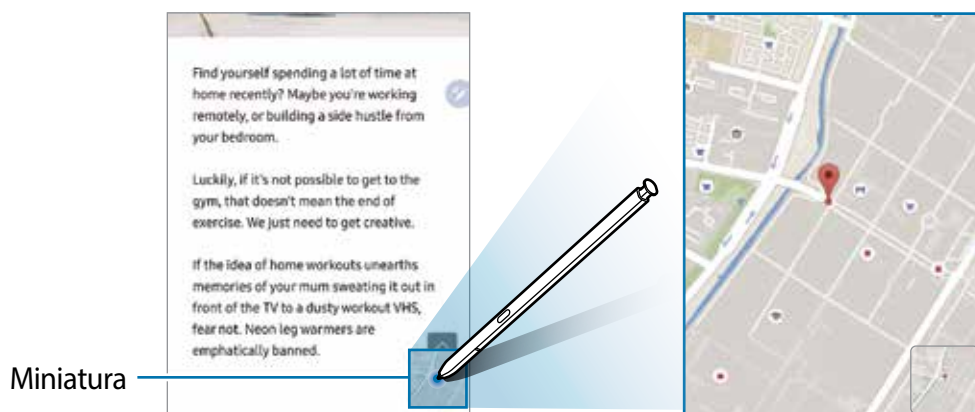 Find yourself spending a lot of time at
home recently? Maybe you're working
remotely, or building a side hustle from
your bedroom.
Luckily, if it's not possible to get to the
gym, that doesn't mean the end of
exercise. We just need to get creative.
If the idea of home workouts unearths
memories of your mum sweating it out in
front of the TV to a dusty workout VHS,
fear not. Neon leg warmers are
emphatically banned.
Miniatura